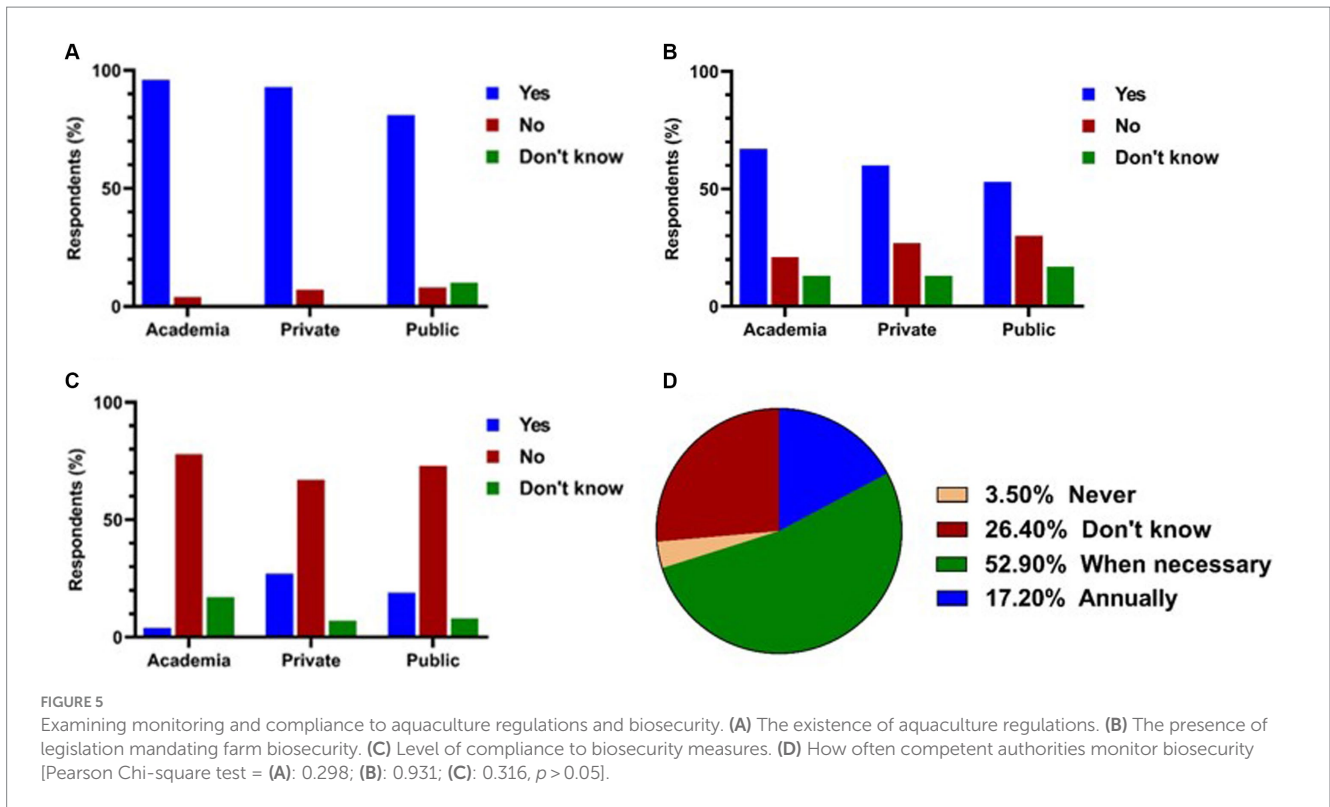 A
100
50
0
Respondents (%)
Academia
Private
Public
Yes
No
Don't know
B
100
50
0
Respondents (%)
Academia
Private
Public
Yes
No
Don't know
C
100
50
0
Respondents (%)
Academia
Private
Public
Yes
No
Don't know
D
3.50% Never
26.40% Don't know
52.90% When necessary
17.20% Annually
FIGURE 5
Examining monitoring and compliance to aquaculture regulations and biosecurity. (A) The existence of aquaculture regulations. (B) The presence of
legislation mandating farm biosecurity. (C) Level of compliance to biosecurity measures. (D) How often competent authorities monitor biosecurity
[Pearson Chi-square test = (A): 0.298; (B): 0.931; (C): 0.316, p > 0.05].